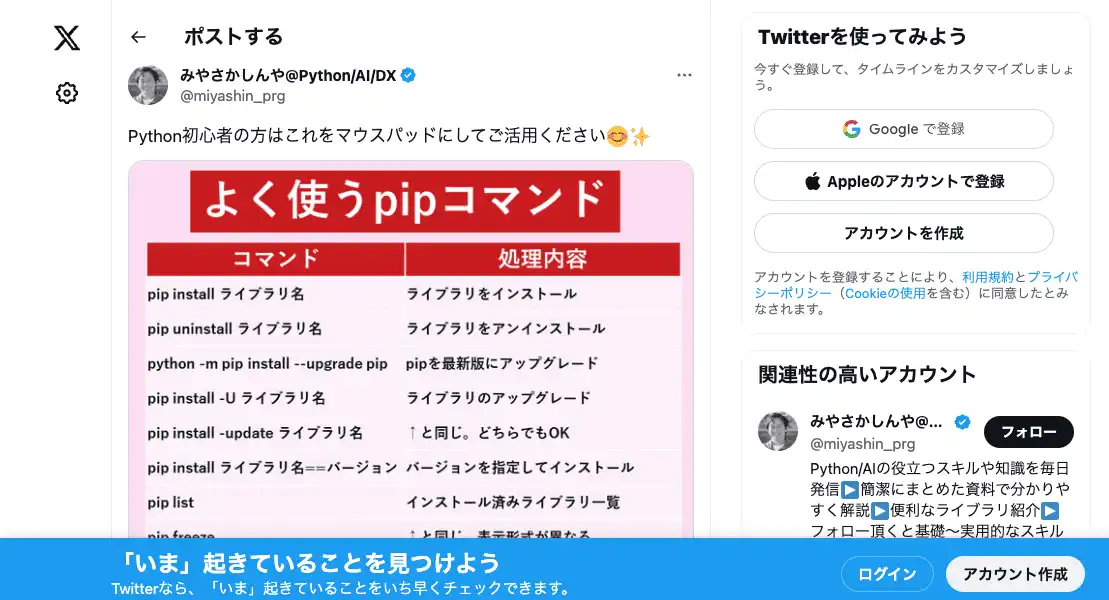 ポストする
みやさかしんや@Python/AI/DX
@miyashin_prg
Python初心者の方はこれをマウスパッドにしてご活用ください😊✨
よく使うpipコマンド
コマンド 処理内容
pip install ライブラリ名 ライブラリをインストール
pip uninstall ライブラリ名 ライブラリをアンインストール
python -m pip install --upgrade pip pipを最新版にアップグレード
pip install -U ライブラリ名 ライブラリのアップグレード
pip install -update ライブラリ名 ↑と同じ。どちらでもOK
pip install ライブラリ名==バージョン バージョンを指定してインストール
pip list インストール済みライブラリ一覧
pip freeze ↑と同じ。表示形式が異なる
Twitterを使ってみよう
今すぐ登録して、タイムラインをカスタマイズしましょ
う。
Google で登録
Appleのアカウントで登録
アカウントを作成
アカウントを登録することにより、利用規約とプライバ
シーポリシー（Cookieの使用を含む）に同意したとみ
なされます。
関連性の高いアカウント
みやさかしんや@...
@miyashin_prg
フォロー
Python/AIの役立つスキルや知識を毎日
発信▶️簡潔にまとめた資料で分かりや
すく解説▶️便利なライブラリ紹介▶️
フォロー頂くと基礎〜実用的なスキル
「いま」起きていることを見つけよう
Twitterなら、「いま」起きていることをいち早くチェックできます。
ログイン
アカウント作成